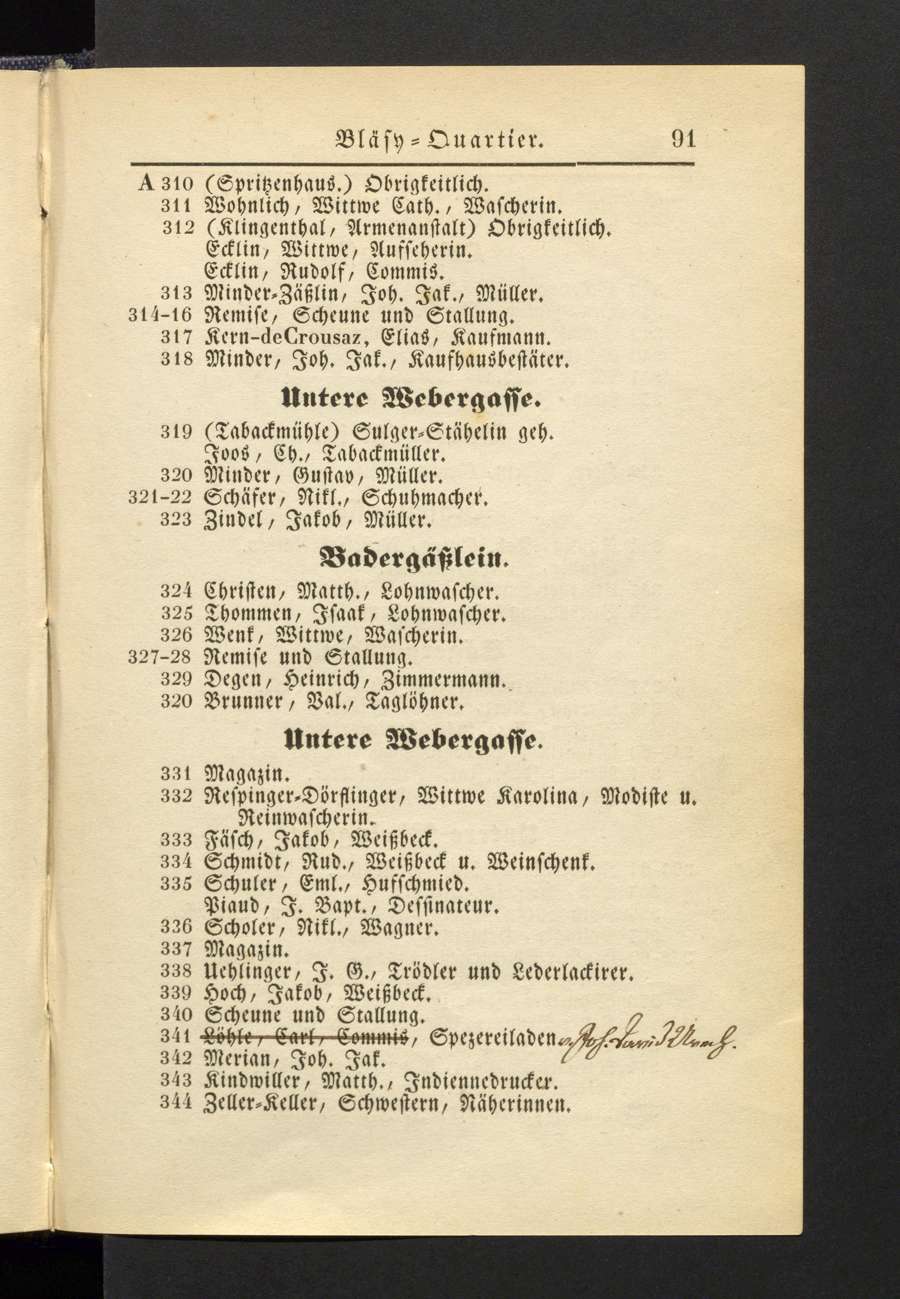 Bläsy-Quartier. 91
A 310 (Spritzenhaus.) Obrigkeitlich.
311 Wohnlich, Wittwe Cath., Wascherin.
312 (Klingenthal, Armenanstalt) Obrigkeitlich.
Ecklin, Wittwe, Aufseherin.
Ecklin, Rudolf, Commis.
313 Minder-Zäßlin, Joh. Jak., Müller.
314-16 Remise, Scheune und Stallung.
317 Kern-deCrousaz, Elias, Kaufmann.
318 Minder, Joh. Jak., Kaufhausbestäter.
Untere Webergasse.
319 (Tabackmühle) Sulger-Stähelin geh.
Joos, Ch., Tabackmüller.
320 Minder, Gustav, Müller.
321-22 Schäfer, Nikl., Schuhmacher.
323 Zindel, Jakob, Müller.
Badergäßlein.
324 Christen, Matth., Lohnwascher.
325 Thommen, Isaak, Lohnwascher.
326 Wenk, Wittwe, Wascherin.
327-28 Remise und Stallung.
329 Degen, Heinrich, Zimmermann.
320 Brunner, Val., Taglöhner.
Untere Webergasse.
331 Magazin.
332 Respinger-Dörflinger, Wittwe Karolina, Modiste u.
Reinwascherin.
333 Fäsch, Jakob, Weißbeck.
334 Schmidt, Rud., Weißbeck u. Weinschenk.
335 Schuler, Eml., Hufschmied.
Piaud, J. Bapt., Dessinateur.
336 Scholer, Nikl., Wagner.
337 Magazin.
338 Uehlinger, J. G., Trödler und Lederlackirer.
339 Hoch, Jakob, Weißbeck.
340 Scheune und Stallung.
341 Löhle, Carl, Commis, Spezereiladen Joh. David
342 Merian, Joh. Jak.
343 Kindwiller, Matth., Indiennedrucker.
344 Zeller-Keller, Schwestern, Näherinnen.